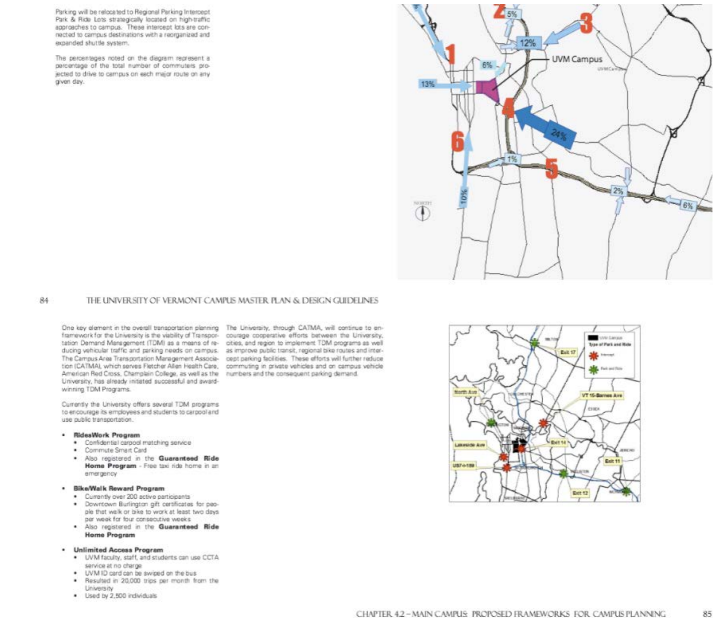 Parking will be relocated to Regional Parking Intercept
Park & Ride Lots strategically located on high-traffic
approaches to campus. These intercept lots are con-
nected to campus destinations with a reorganized and
expanded shuttle system.
The percentages noted on the diagram represent a
percentage of the total number of commuters pro-
jected to drive to campus on each major route on any
given day.
2
5%
3
12%
1
UVM Campus
6%
13%
4
24%
6
1%
5
10%
2%
6%
84 THE UNIVERSITY OF VERMONT CAMPUS MASTER PLAN & DESIGN GUIDELINES
One key element in the overall transportation planning
framework for the University is the viability of Transpor-
tation Demand Management (TDM) as a means of re-
ducing vehicular traffic and parking needs on campus.
The Campus Area Transportation Management Associa-
tion (CATMA), which serves Fletcher Allen Health Care,
American Red Cross, Champlain College, as well as the
University, has already initiated successful and award-
winning TDM Programs.
Currently the University offers several TDM programs
to encourage its employees and students to carpool and
use public transportation.
• RideaWork Program
• Confidential carpool matching service
• Commute Smart Card
• Also registered in the Guaranteed Ride
Home Program - Free taxi ride home in an
emergency
• Bike/Walk Reward Program
• Currently over 200 active participants
• Downtown Burlington gift certificates for peo-
ple that walk or bike to work at least two days
per week for four consecutive weeks
• Also registered in the Guaranteed Ride
Home Program
• Unlimited Access Program
• UVM faculty, staff, and students can use CCTA
service at no charge
• UVM ID card can be swiped on the bus
• Resulted in 20,000 trips per month from the
University
• Used by 2,500 individuals
The University, through CATMA, will continue to en-
courage cooperative efforts between the University,
cities, and region to implement TDM programs as well
as improve public transit, regional bike routes and inter-
cept parking facilities. These efforts will further reduce
commuting in private vehicles and on campus vehicle
numbers and the consequent parking demand.
UVM Campus
Type of Park and Ride
Intercept
Park and Ride
Exit 17
North Ave
VT 15-Barnes Ave
Lakeside Ave
Exit 14
Exit 11
Exit 12
CHAPTER 4.2 – MAIN CAMPUS: PROPOSED FRAMEWORKS FOR CAMPUS PLANNING 85